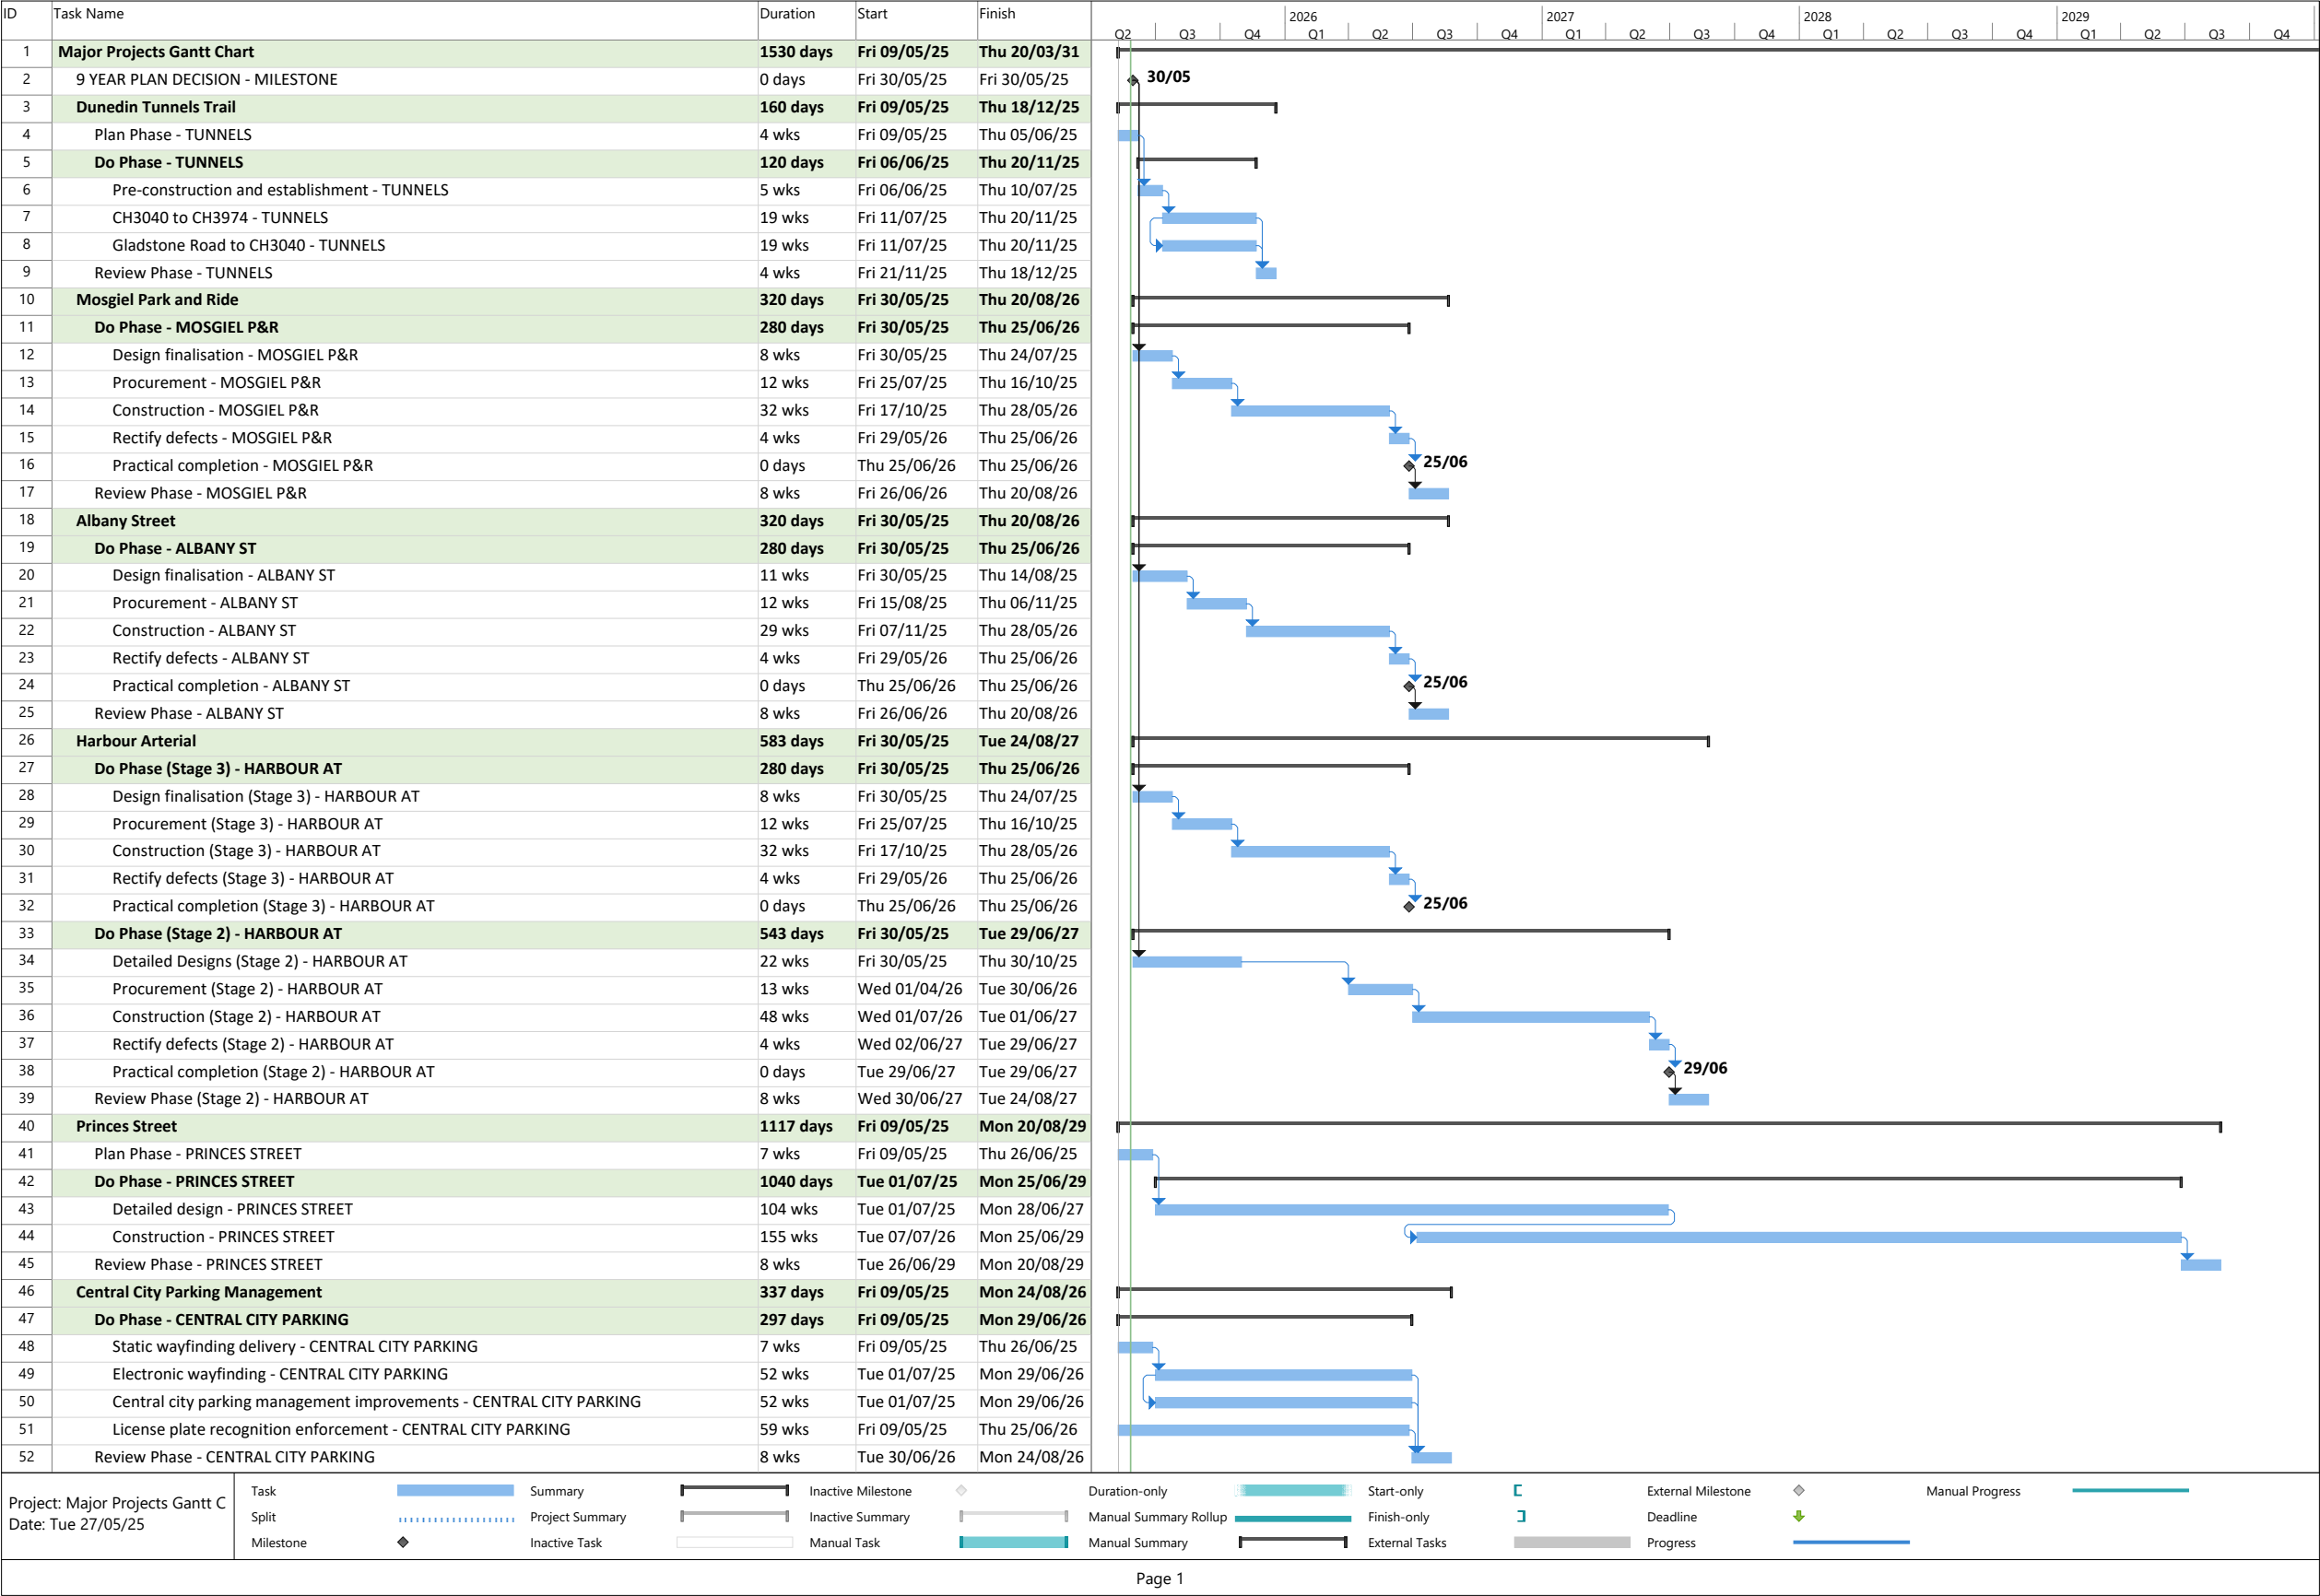 ID Task Name Duration Start Finish 2026 2027 2028 2029
Q2 Q3 Q4 Q1 Q2 Q3 Q4 Q1 Q2 Q3 Q4 Q1 Q2 Q3 Q4 Q1 Q2 Q3 Q4
1 Major Projects Gantt Chart 1530 days Fri 09/05/25 Thu 20/03/31
2 9 YEAR PLAN DECISION - MILESTONE 0 days Fri 30/05/25 Fri 30/05/25 30/05
3 Dunedin Tunnels Trail 160 days Fri 09/05/25 Thu 18/12/25
4 Plan Phase - TUNNELS 4 wks Fri 09/05/25 Thu 05/06/25
5 Do Phase - TUNNELS 120 days Fri 06/06/25 Thu 20/11/25
6 Pre-construction and establishment - TUNNELS 5 wks Fri 06/06/25 Thu 10/07/25
7 CH3040 to CH3974 - TUNNELS 19 wks Fri 11/07/25 Thu 20/11/25
8 Gladstone Road to CH3040 - TUNNELS 19 wks Fri 11/07/25 Thu 20/11/25
9 Review Phase - TUNNELS 4 wks Fri 21/11/25 Thu 18/12/25
10 Mosgiel Park and Ride 320 days Fri 30/05/25 Thu 20/08/26
11 Do Phase - MOSGIEL P&R 280 days Fri 30/05/25 Thu 25/06/26
12 Design finalisation - MOSGIEL P&R 8 wks Fri 30/05/25 Thu 24/07/25
13 Procurement - MOSGIEL P&R 12 wks Fri 25/07/25 Thu 16/10/25
14 Construction - MOSGIEL P&R 32 wks Fri 17/10/25 Thu 28/05/26
15 Rectify defects - MOSGIEL P&R 4 wks Fri 29/05/26 Thu 25/06/26
16 Practical completion - MOSGIEL P&R 0 days Thu 25/06/26 Thu 25/06/26 25/06
17 Review Phase - MOSGIEL P&R 8 wks Fri 26/06/26 Thu 20/08/26
18 Albany Street 320 days Fri 30/05/25 Thu 20/08/26
19 Do Phase - ALBANY ST 280 days Fri 30/05/25 Thu 25/06/26
20 Design finalisation - ALBANY ST 11 wks Fri 30/05/25 Thu 14/08/25
21 Procurement - ALBANY ST 12 wks Fri 15/08/25 Thu 06/11/25
22 Construction - ALBANY ST 29 wks Fri 07/11/25 Thu 28/05/26
23 Rectify defects - ALBANY ST 4 wks Fri 29/05/26 Thu 25/06/26
24 Practical completion - ALBANY ST 0 days Thu 25/06/26 Thu 25/06/26 25/06
25 Review Phase - ALBANY ST 8 wks Fri 26/06/26 Thu 20/08/26
26 Harbour Arterial 583 days Fri 30/05/25 Tue 24/08/27
27 Do Phase (Stage 3) - HARBOUR AT 280 days Fri 30/05/25 Thu 25/06/26
28 Design finalisation (Stage 3) - HARBOUR AT 8 wks Fri 30/05/25 Thu 24/07/25
29 Procurement (Stage 3) - HARBOUR AT 12 wks Fri 25/07/25 Thu 16/10/25
30 Construction (Stage 3) - HARBOUR AT 32 wks Fri 17/10/25 Thu 28/05/26
31 Rectify defects (Stage 3) - HARBOUR AT 4 wks Fri 29/05/26 Thu 25/06/26
32 Practical completion (Stage 3) - HARBOUR AT 0 days Thu 25/06/26 Thu 25/06/26 25/06
33 Do Phase (Stage 2) - HARBOUR AT 543 days Fri 30/05/25 Tue 29/06/27
34 Detailed Designs (Stage 2) - HARBOUR AT 22 wks Fri 30/05/25 Thu 30/10/25
35 Procurement (Stage 2) - HARBOUR AT 13 wks Wed 01/04/26 Tue 30/06/26
36 Construction (Stage 2) - HARBOUR AT 48 wks Wed 01/07/26 Tue 01/06/27
37 Rectify defects (Stage 2) - HARBOUR AT 4 wks Wed 02/06/27 Tue 29/06/27
38 Practical completion (Stage 2) - HARBOUR AT 0 days Tue 29/06/27 Tue 29/06/27 29/06
39 Review Phase (Stage 2) - HARBOUR AT 8 wks Wed 30/06/27 Tue 24/08/27
40 Princes Street 1117 days Fri 09/05/25 Mon 20/08/29
41 Plan Phase - PRINCES STREET 7 wks Fri 09/05/25 Thu 26/06/25
42 Do Phase - PRINCES STREET 1040 days Tue 01/07/25 Mon 25/06/29
43 Detailed design - PRINCES STREET 104 wks Tue 01/07/25 Mon 28/06/27
44 Construction - PRINCES STREET 155 wks Tue 07/07/26 Mon 25/06/29
45 Review Phase - PRINCES STREET 8 wks Tue 26/06/29 Mon 20/08/29
46 Central City Parking Management 337 days Fri 09/05/25 Mon 24/08/26
47 Do Phase - CENTRAL CITY PARKING 297 days Fri 09/05/25 Mon 29/06/26
48 Static wayfinding delivery - CENTRAL CITY PARKING 7 wks Fri 09/05/25 Thu 26/06/25
49 Electronic wayfinding - CENTRAL CITY PARKING 52 wks Tue 01/07/25 Mon 29/06/26
50 Central city parking management improvements - CENTRAL CITY PARKING 52 wks Tue 01/07/25 Mon 29/06/26
51 License plate recognition enforcement - CENTRAL CITY PARKING 59 wks Fri 09/05/25 Thu 25/06/26
52 Review Phase - CENTRAL CITY PARKING 8 wks Tue 30/06/26 Mon 24/08/26
Project: Major Projects Gantt C
Date: Tue 27/05/25
Task Summary Inactive Milestone Duration-only Start-only External Milestone Manual Progress
Split Project Summary Inactive Summary Manual Summary Rollup Finish-only Deadline
Milestone Inactive Task Manual Task Manual Summary External Tasks Progress
Page 1